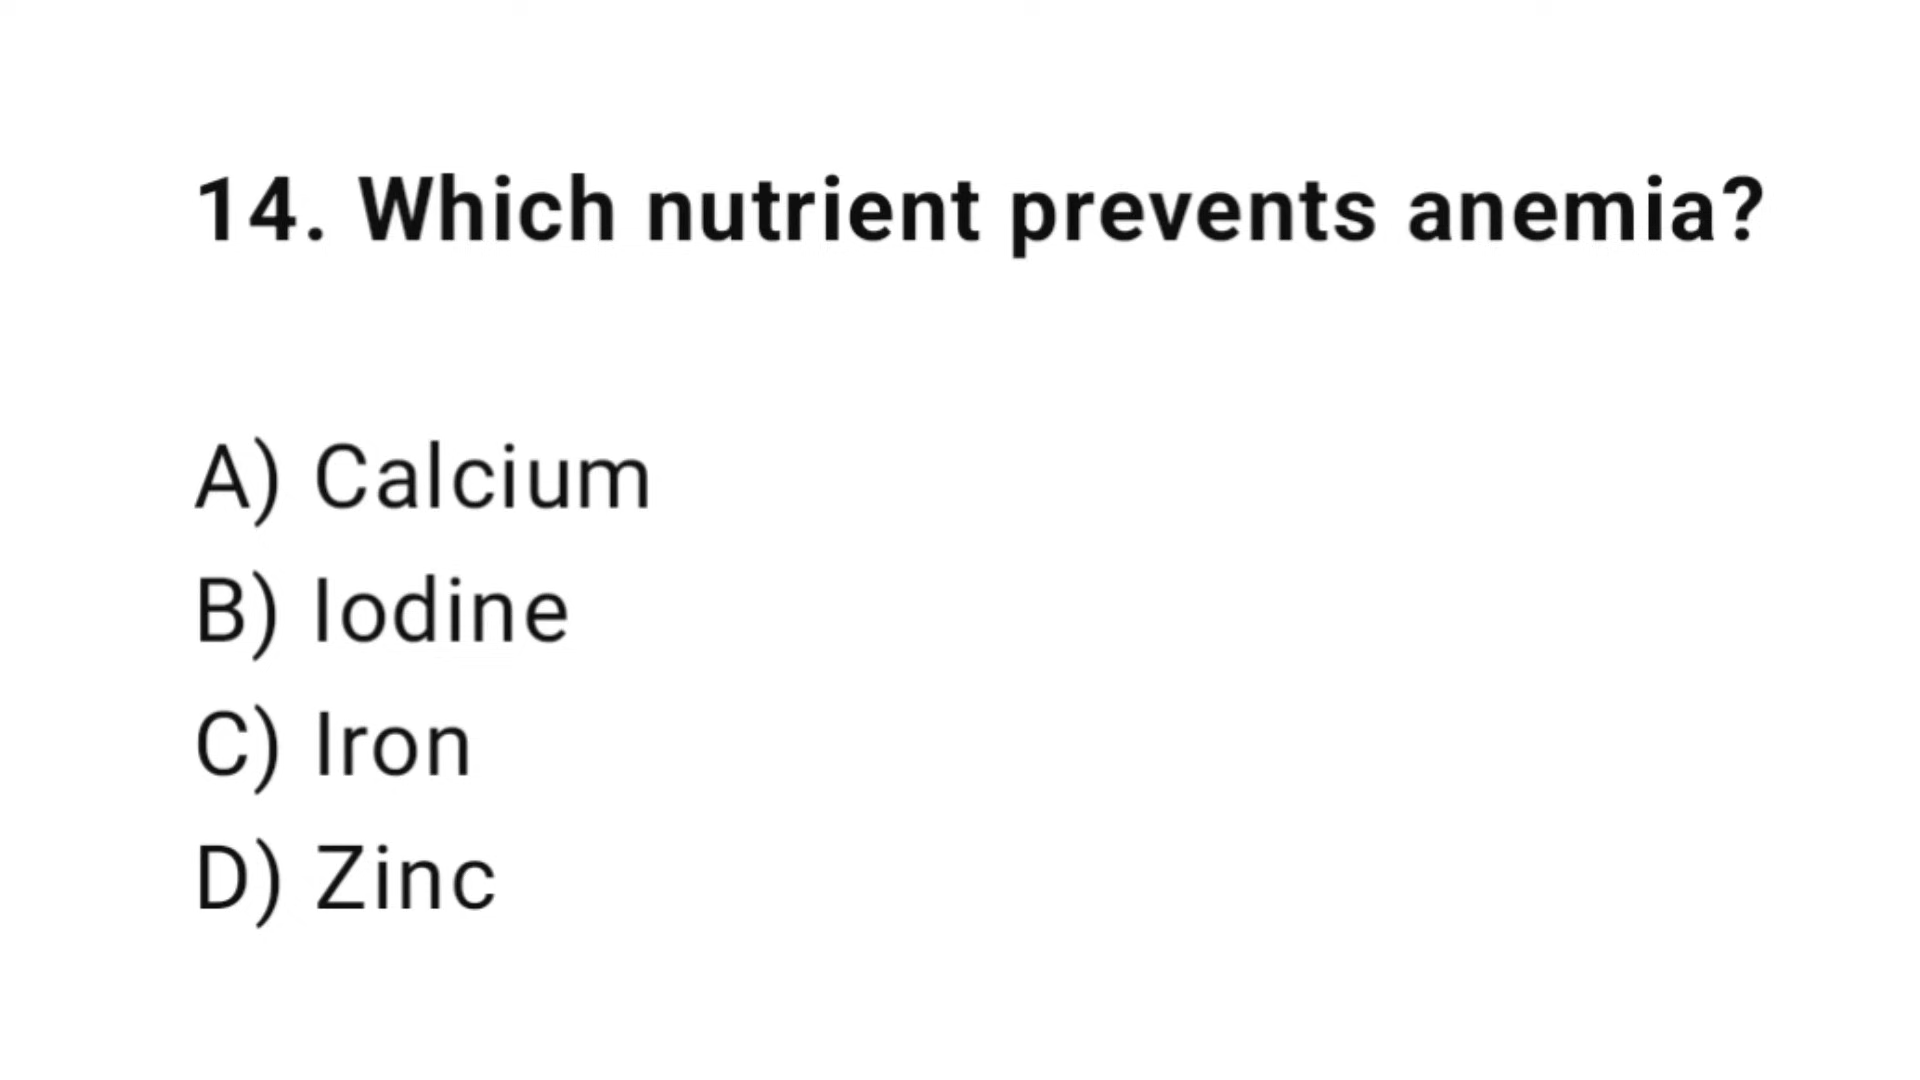 14. Which nutrient prevents anemia?
A) Calcium
B) Iodine
C) Iron
D) Zinc